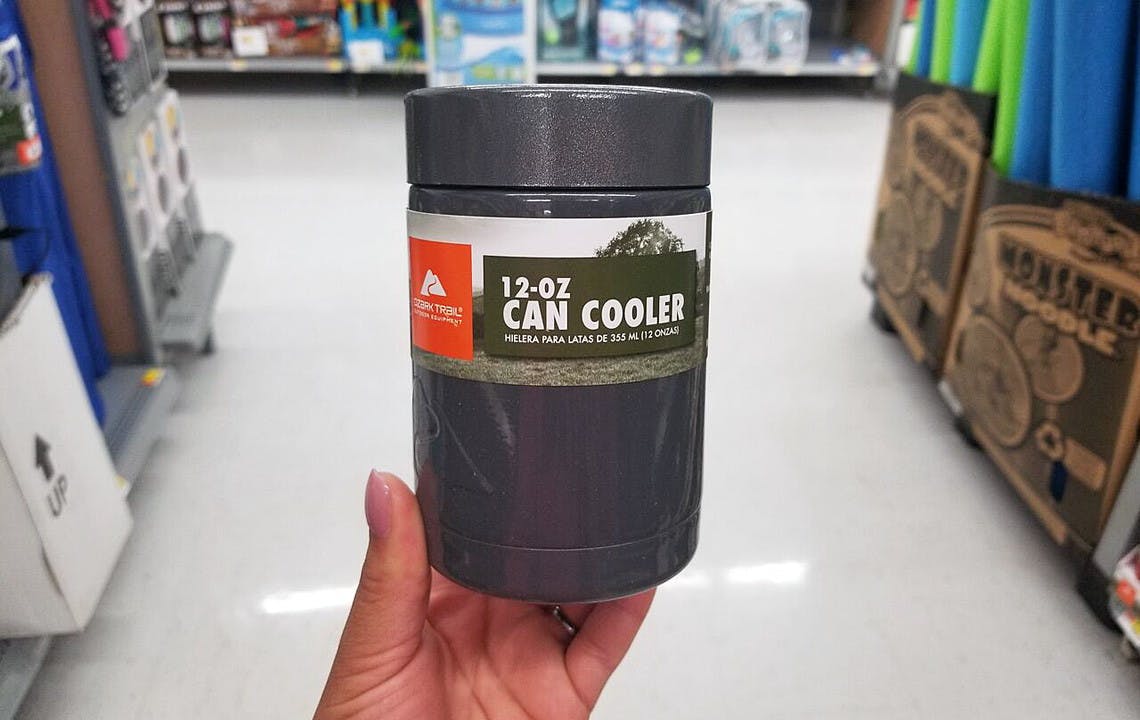 OZARK TRAIL®
OUTDOOR EQUIPMENT
12-OZ
CAN COOLER
HIELERA PARA LATAS DE 355 ML (12 ONZAS)
UP
MONSTER
NOODLE